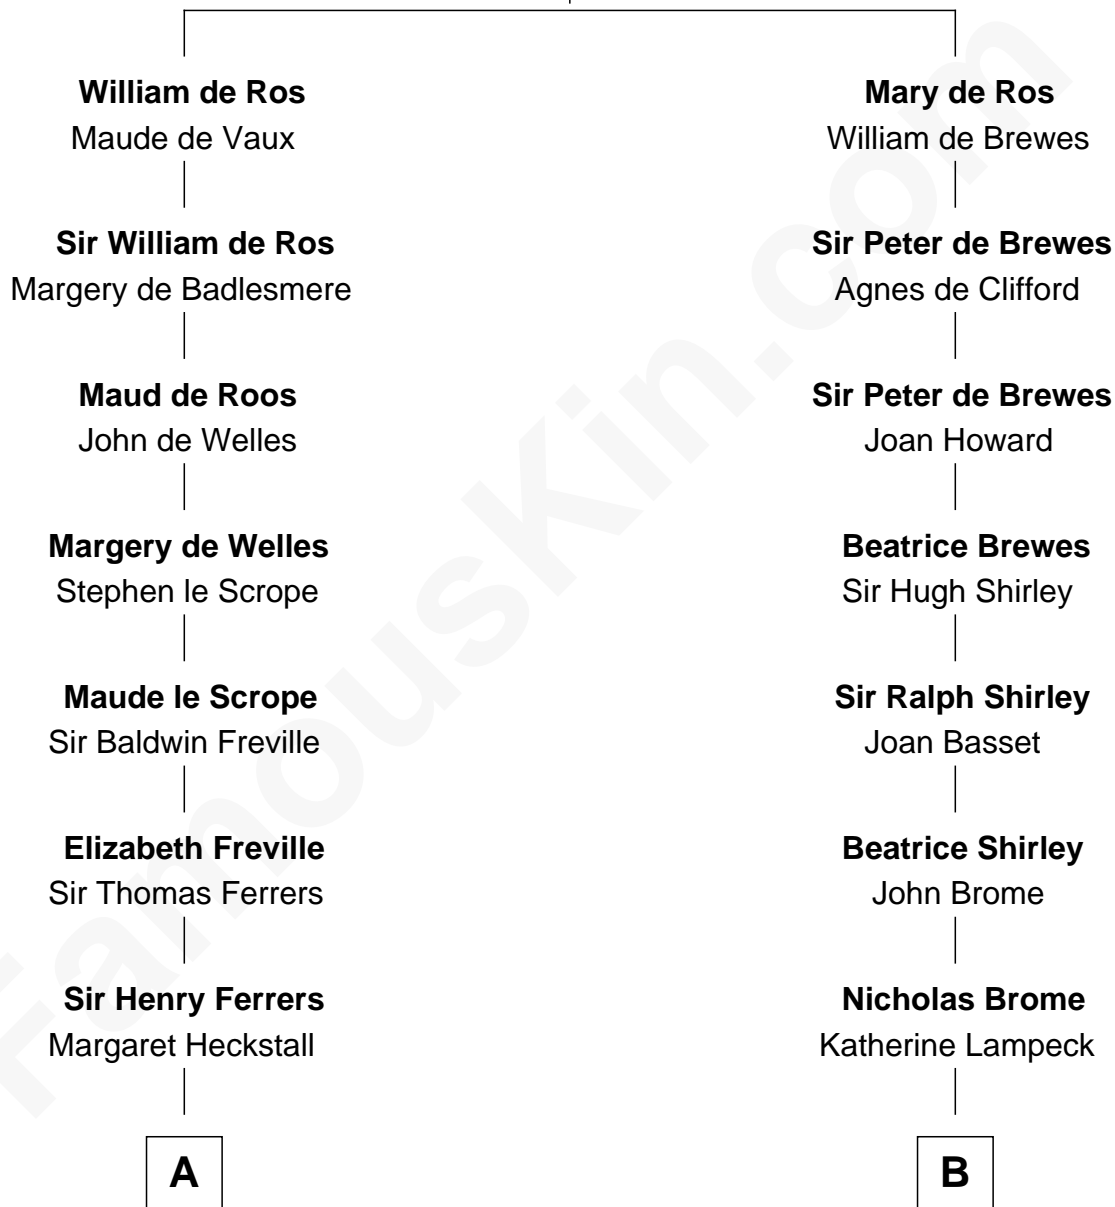 William de Ros
Maude de Vaux
Sir William de Ros
Margery de Badlesmere
Maud de Roos
John de Welles
Margery de Welles
Stephen le Scrope
Maude le Scrope
Sir Baldwin Freville
Elizabeth Freville
Sir Thomas Ferrers
Sir Henry Ferrers
Margaret Heckstall
A
Mary de Ros
William de Brewes
Sir Peter de Brewes
Agnes de Clifford
Sir Peter de Brewes
Joan Howard
Beatrice Brewes
Sir Hugh Shirley
Sir Ralph Shirley
Joan Basset
Beatrice Shirley
John Brome
Nicholas Brome
Katherine Lampeck
B
FamousKin.com